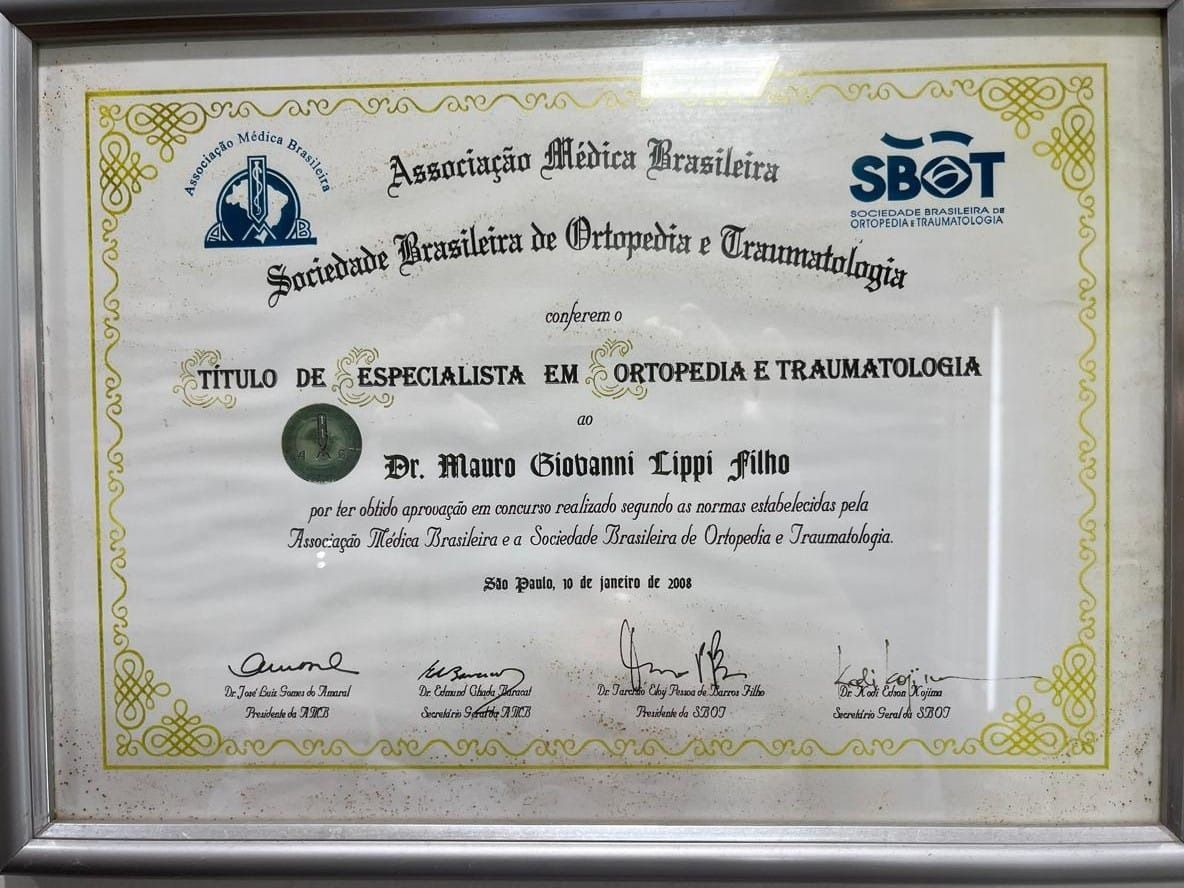 Associação Médica Brasileira
Associação Médica Brasileira
SBOT
SOCIEDADE BRASILEIRA DE
ORTOPEDIA E TRAUMATOLOGIA
Sociedade Brasileira de Ortopedia e Traumatologia
conferem o
TÍTULO DE ESPECIALISTA EM ORTOPEDIA E TRAUMATOLOGIA
ao
AMB
Dr. Mauro Giovanni Lippi Filho
por ter obtido aprovação em concurso realizado segundo as normas estabelecidas pela
Associação Médica Brasileira e a Sociedade Brasileira de Ortopedia e Traumatologia.
São Paulo, 10 de janeiro de 2008
Dr. José Luiz Gomes do Amaral
Presidente da AMB
Dr. Edmund Chada Baracat
Secretário Geral da AMB
Dr. Tarcísio Eloy Pessoa de Barros Filho
Presidente da SBOT
Dr. Kodi Edson Kojima
Secretário Geral da SBOT